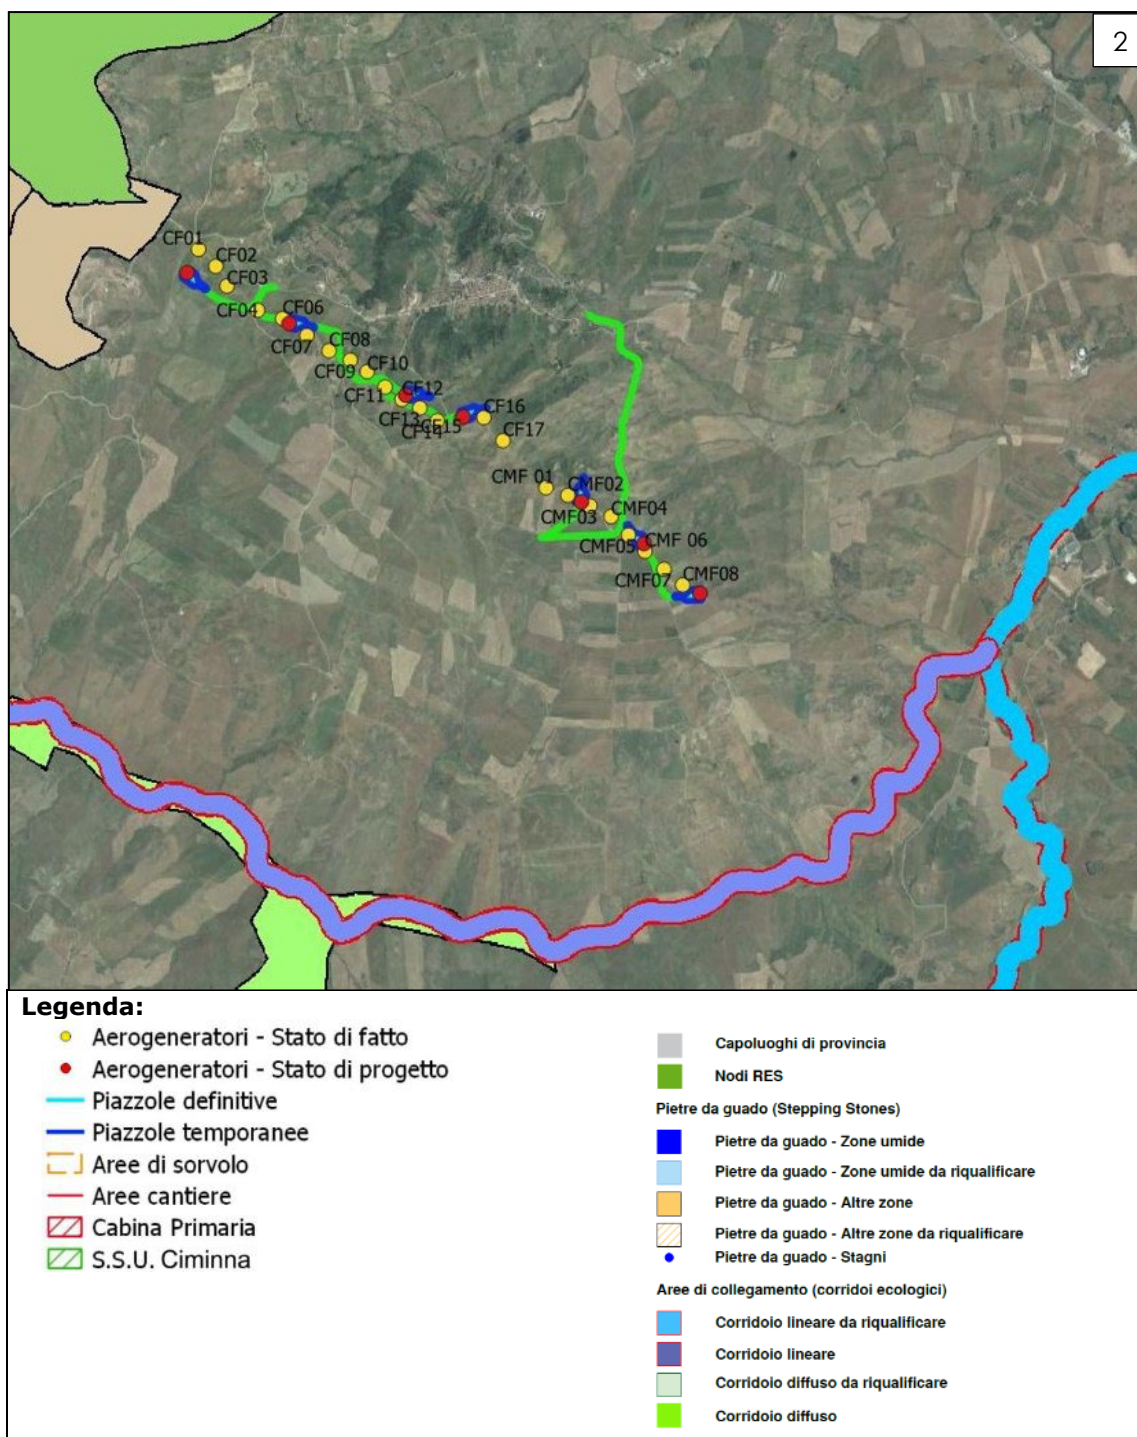 2
CF01
CF02
CF03
CF04
CF06
CF07
CF08
CF09
CF10
CF11
CF12
CF13
CF14
CF15
CF16
CF17
CMF 01
CMF02
CMF03
CMF04
CMF05
CMF 06
CMF07
CMF08
Legenda:
Aerogeneratori - Stato di fatto
Aerogeneratori - Stato di progetto
Piazzole definitive
Piazzole temporanee
Aree di sorvolo
Aree cantiere
Cabina Primaria
S.S.U. Ciminna
Capoluoghi di provincia
Nodi RES
Pietre da guado (Stepping Stones)
Pietre da guado - Zone umide
Pietre da guado - Zone umide da riqualificare
Pietre da guado - Altre zone
Pietre da guado - Altre zone da riqualificare
Pietre da guado - Stagni
Aree di collegamento (corridoi ecologici)
Corridoio lineare da riqualificare
Corridoio lineare
Corridoio diffuso da riqualificare
Corridoio diffuso